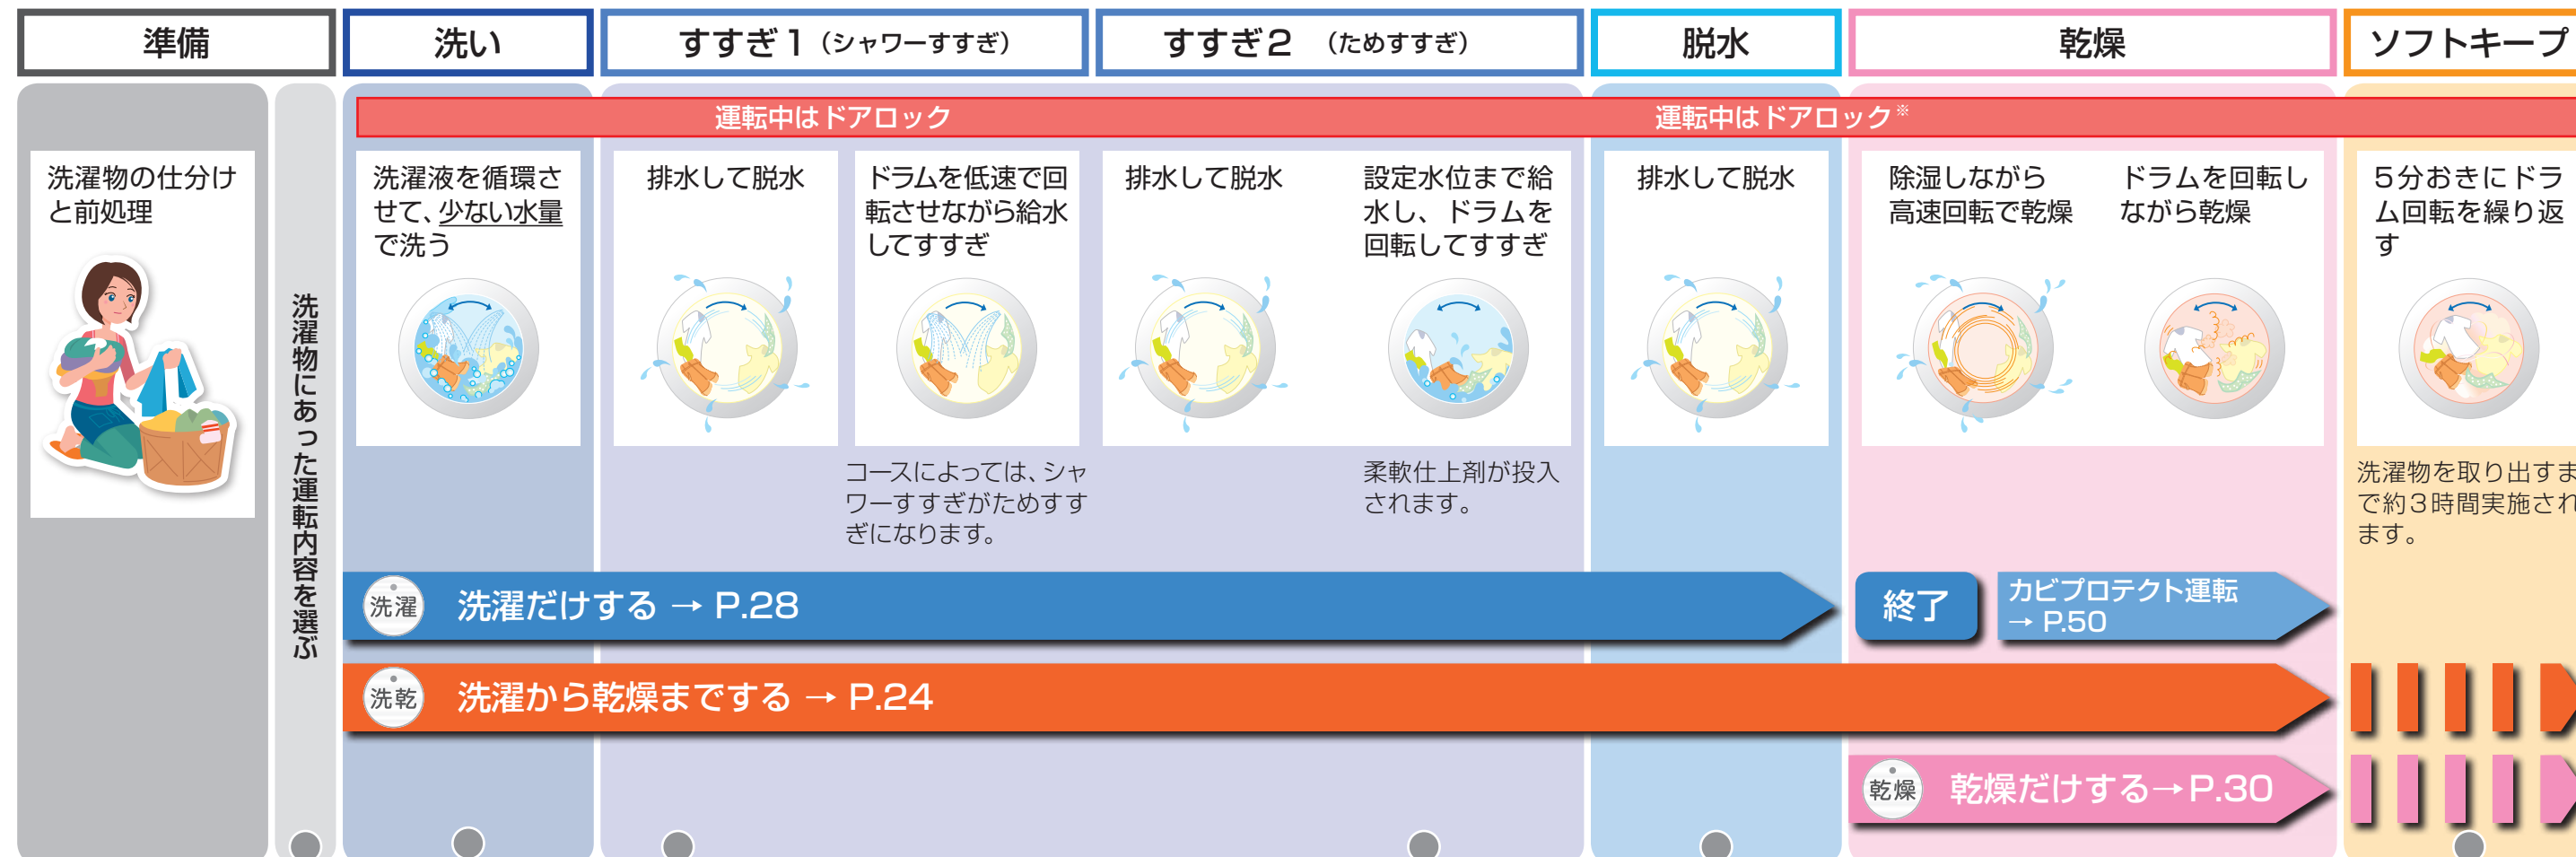 準備
洗い
すすぎ1（シャワーすすぎ）
すすぎ2 （ためすすぎ）
脱水
乾燥
ソフトキープ
運転中はドアロック
運転中はドアロック※
洗濯物の仕分け
と前処理
洗濯物にあった運転内容を選ぶ
洗濯液を循環さ
せて、少ない水量
で洗う
排水して脱水
ドラムを低速で回
転させながら給水
してすすぎ
コースによっては、シャ
ワーすすぎがためすす
ぎになります。
排水して脱水
設定水位まで給
水し、ドラムを
回転してすすぎ
柔軟仕上剤が投入
されます。
排水して脱水
除湿しながら
高速回転で乾燥
ドラムを回転し
ながら乾燥
5分おきにドラ
ム回転を繰り返
す
洗濯物を取り出すま
で約3時間実施され
ます。
洗濯 洗濯だけする → P.28
終了
カビプロテクト運転
→ P.50
洗乾 洗濯から乾燥までする → P.24
乾燥 乾燥だけする→P.30